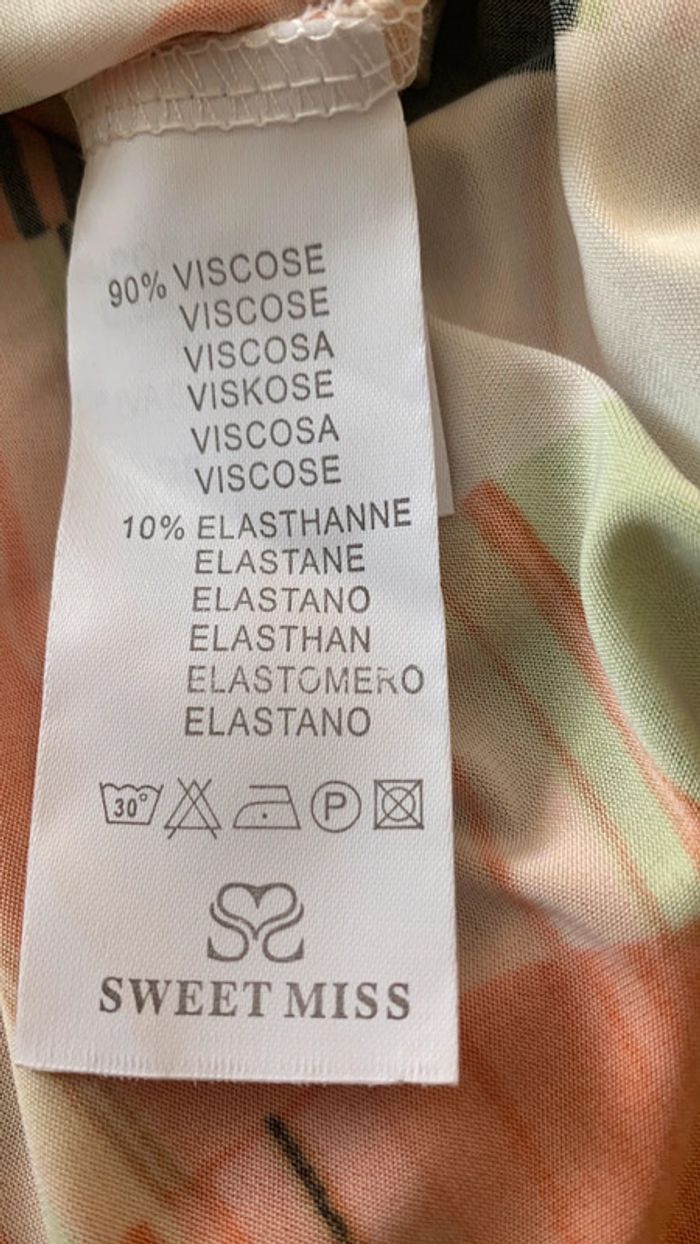 90% VISCOSE
VISCOSE
VISCOSA
VISKOSE
VISCOSA
VISCOSE
10% ELASTHANNE
ELASTANE
ELASTANO
ELASTHAN
ELASTOMERO
ELASTANO
30° P
SWEET MISS